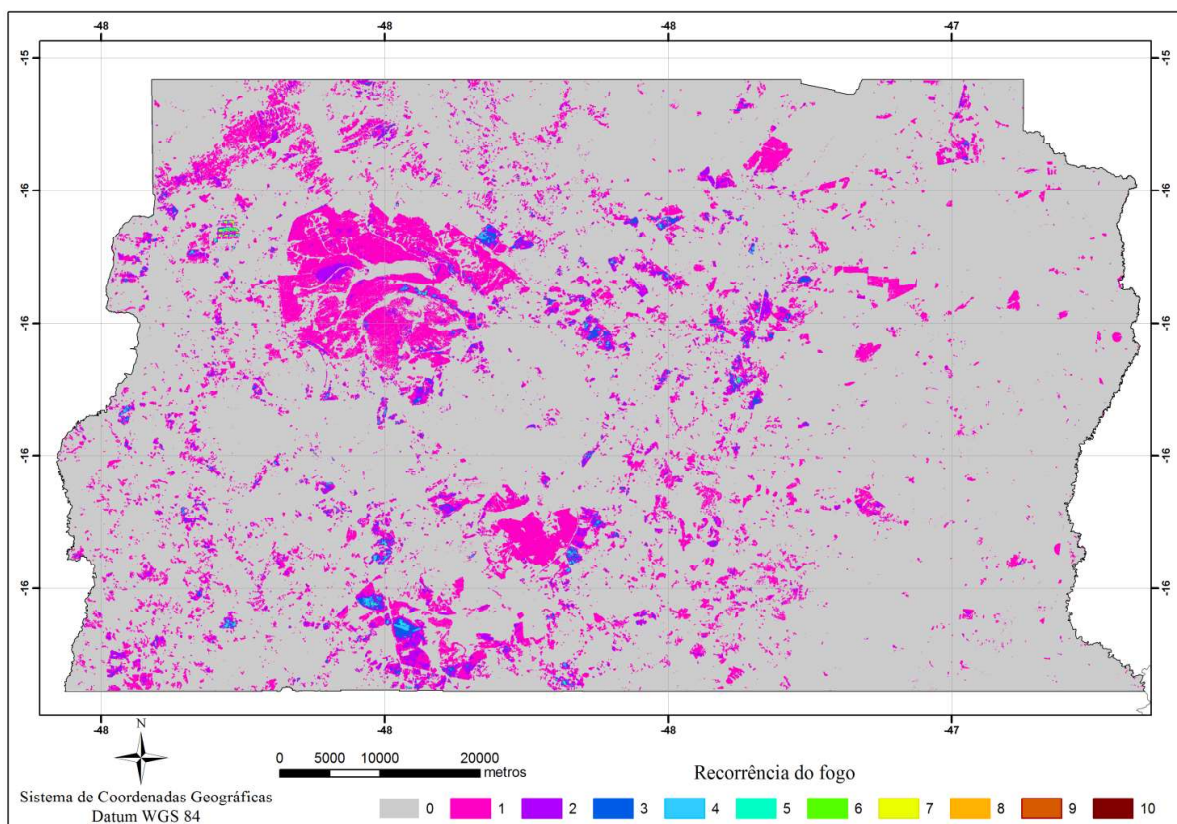 -48 -48 -48 -47
-15 -15
-16 -16
-16 -16
-16 -16
-16 -16
-48 -48 -48 -47
N
0 5000 10000 20000
metros
Sistema de Coordenadas Geográficas
Datum WGS 84
Recorrência do fogo
0 1 2 3 4 5 6 7 8 9 10